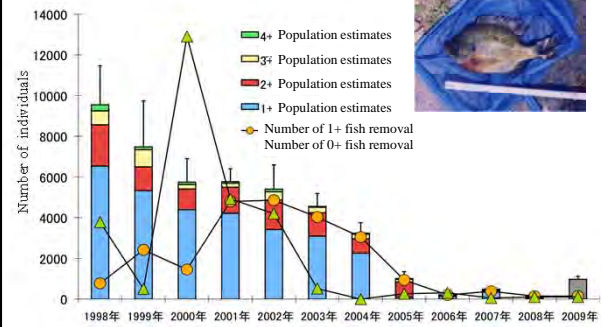 14000
12000
10000
8000
6000
4000
2000
0
Number of individuals
4+ Population estimates
3+ Population estimates
2+ Population estimates
1+ Population estimates
Number of 1+ fish removal
Number of 0+ fish removal
1998年 1999年 2000年 2001年 2002年 2003年 2004年 2005年 2006年 2007年 2008年 2009年